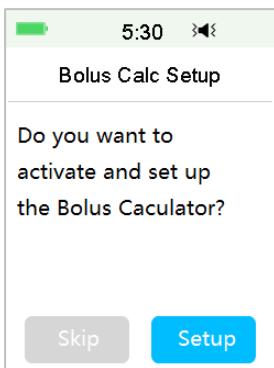 5:30
Bolus Calc Setup
Do you want to
activate and set up
the Bolus Caculator?
Skip Setup